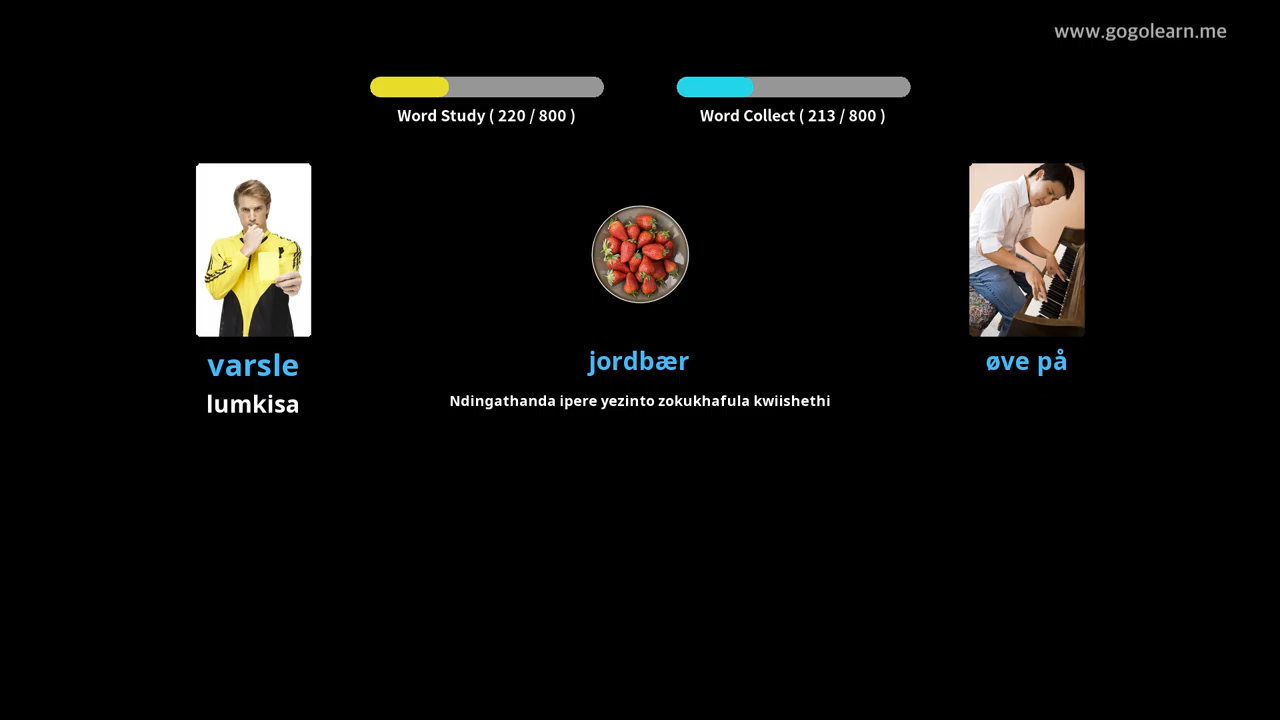 www.gogolearn.me
Word Study ( 220 / 800 )
Word Collect ( 213 / 800 )
varsle
lumkisa
jordbær
Ndingathanda ipere yezinto zokukhafula kwiishethi
øve på